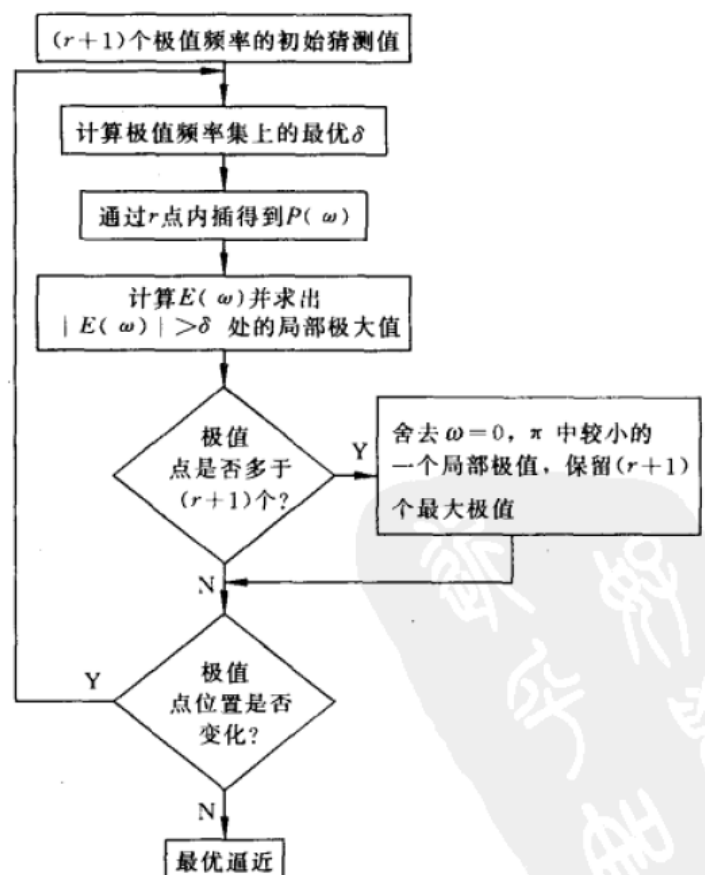 (r+1)个极值频率的初始猜测值
计算极值频率集上的最优δ
通过r点内插得到P(ω)
计算E(ω)并求出
|E(ω)|>δ 处的局部极大值
极值
点是否多于
(r+1)个?
Y
舍去ω=0, π 中较小的
一个局部极值, 保留(r+1)
个最大极值
N
极值
点位置是否
变化?
Y
N
最优逼近